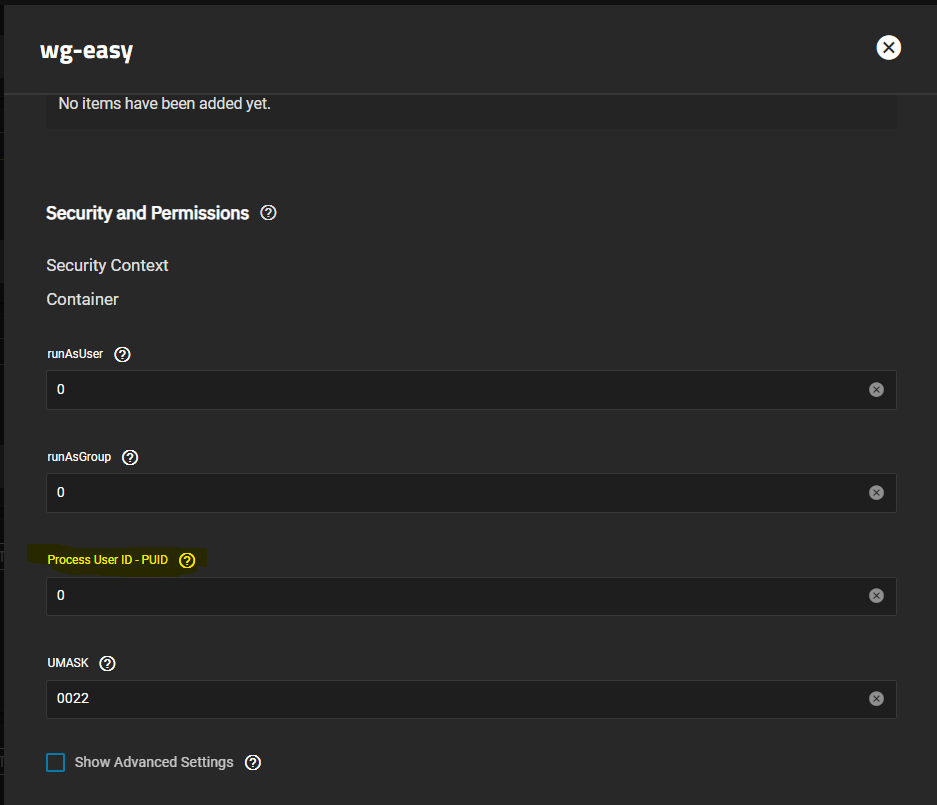 wg-easy
No items have been added yet.
Security and Permissions
Security Context
Container
runAsUser
0
runAsGroup
0
Process User ID - PUID
0
UMASK
0022
Show Advanced Settings